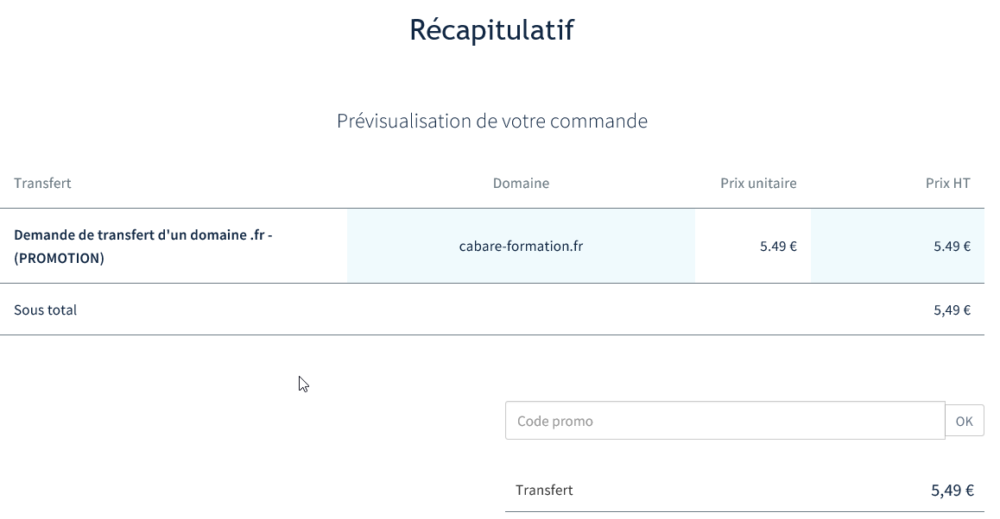 Récapitulatif
Prévisualisation de votre commande
Transfert Domaine Prix unitaire Prix HT
Demande de transfert d'un domaine .fr -
(PROMOTION)
cabare-formation.fr 5.49 € 5.49 €
Sous total 5,49 €
Code promo OK
Transfert 5,49 €